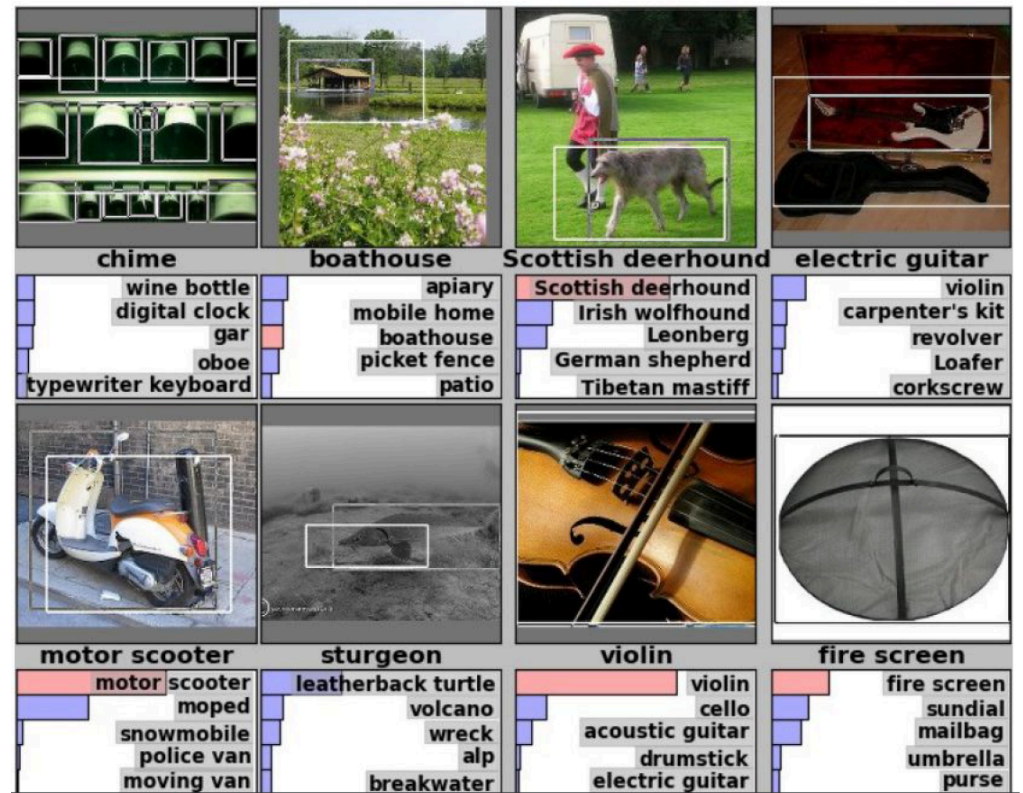 chime
boathouse
Scottish deerhound
electric guitar
wine bottle
digital clock
gar
oboe
typewriter keyboard
apiary
mobile home
boathouse
picket fence
patio
Scottish deerhound
Irish wolfhound
Leonberg
German shepherd
Tibetan mastiff
violin
carpenter's kit
revolver
Loafer
corkscrew
motor scooter
sturgeon
violin
fire screen
motor scooter
moped
snowmobile
police van
moving van
leatherback turtle
volcano
wreck
alp
breakwater
violin
cello
acoustic guitar
drumstick
electric guitar
fire screen
sundial
mailbag
umbrella
purse